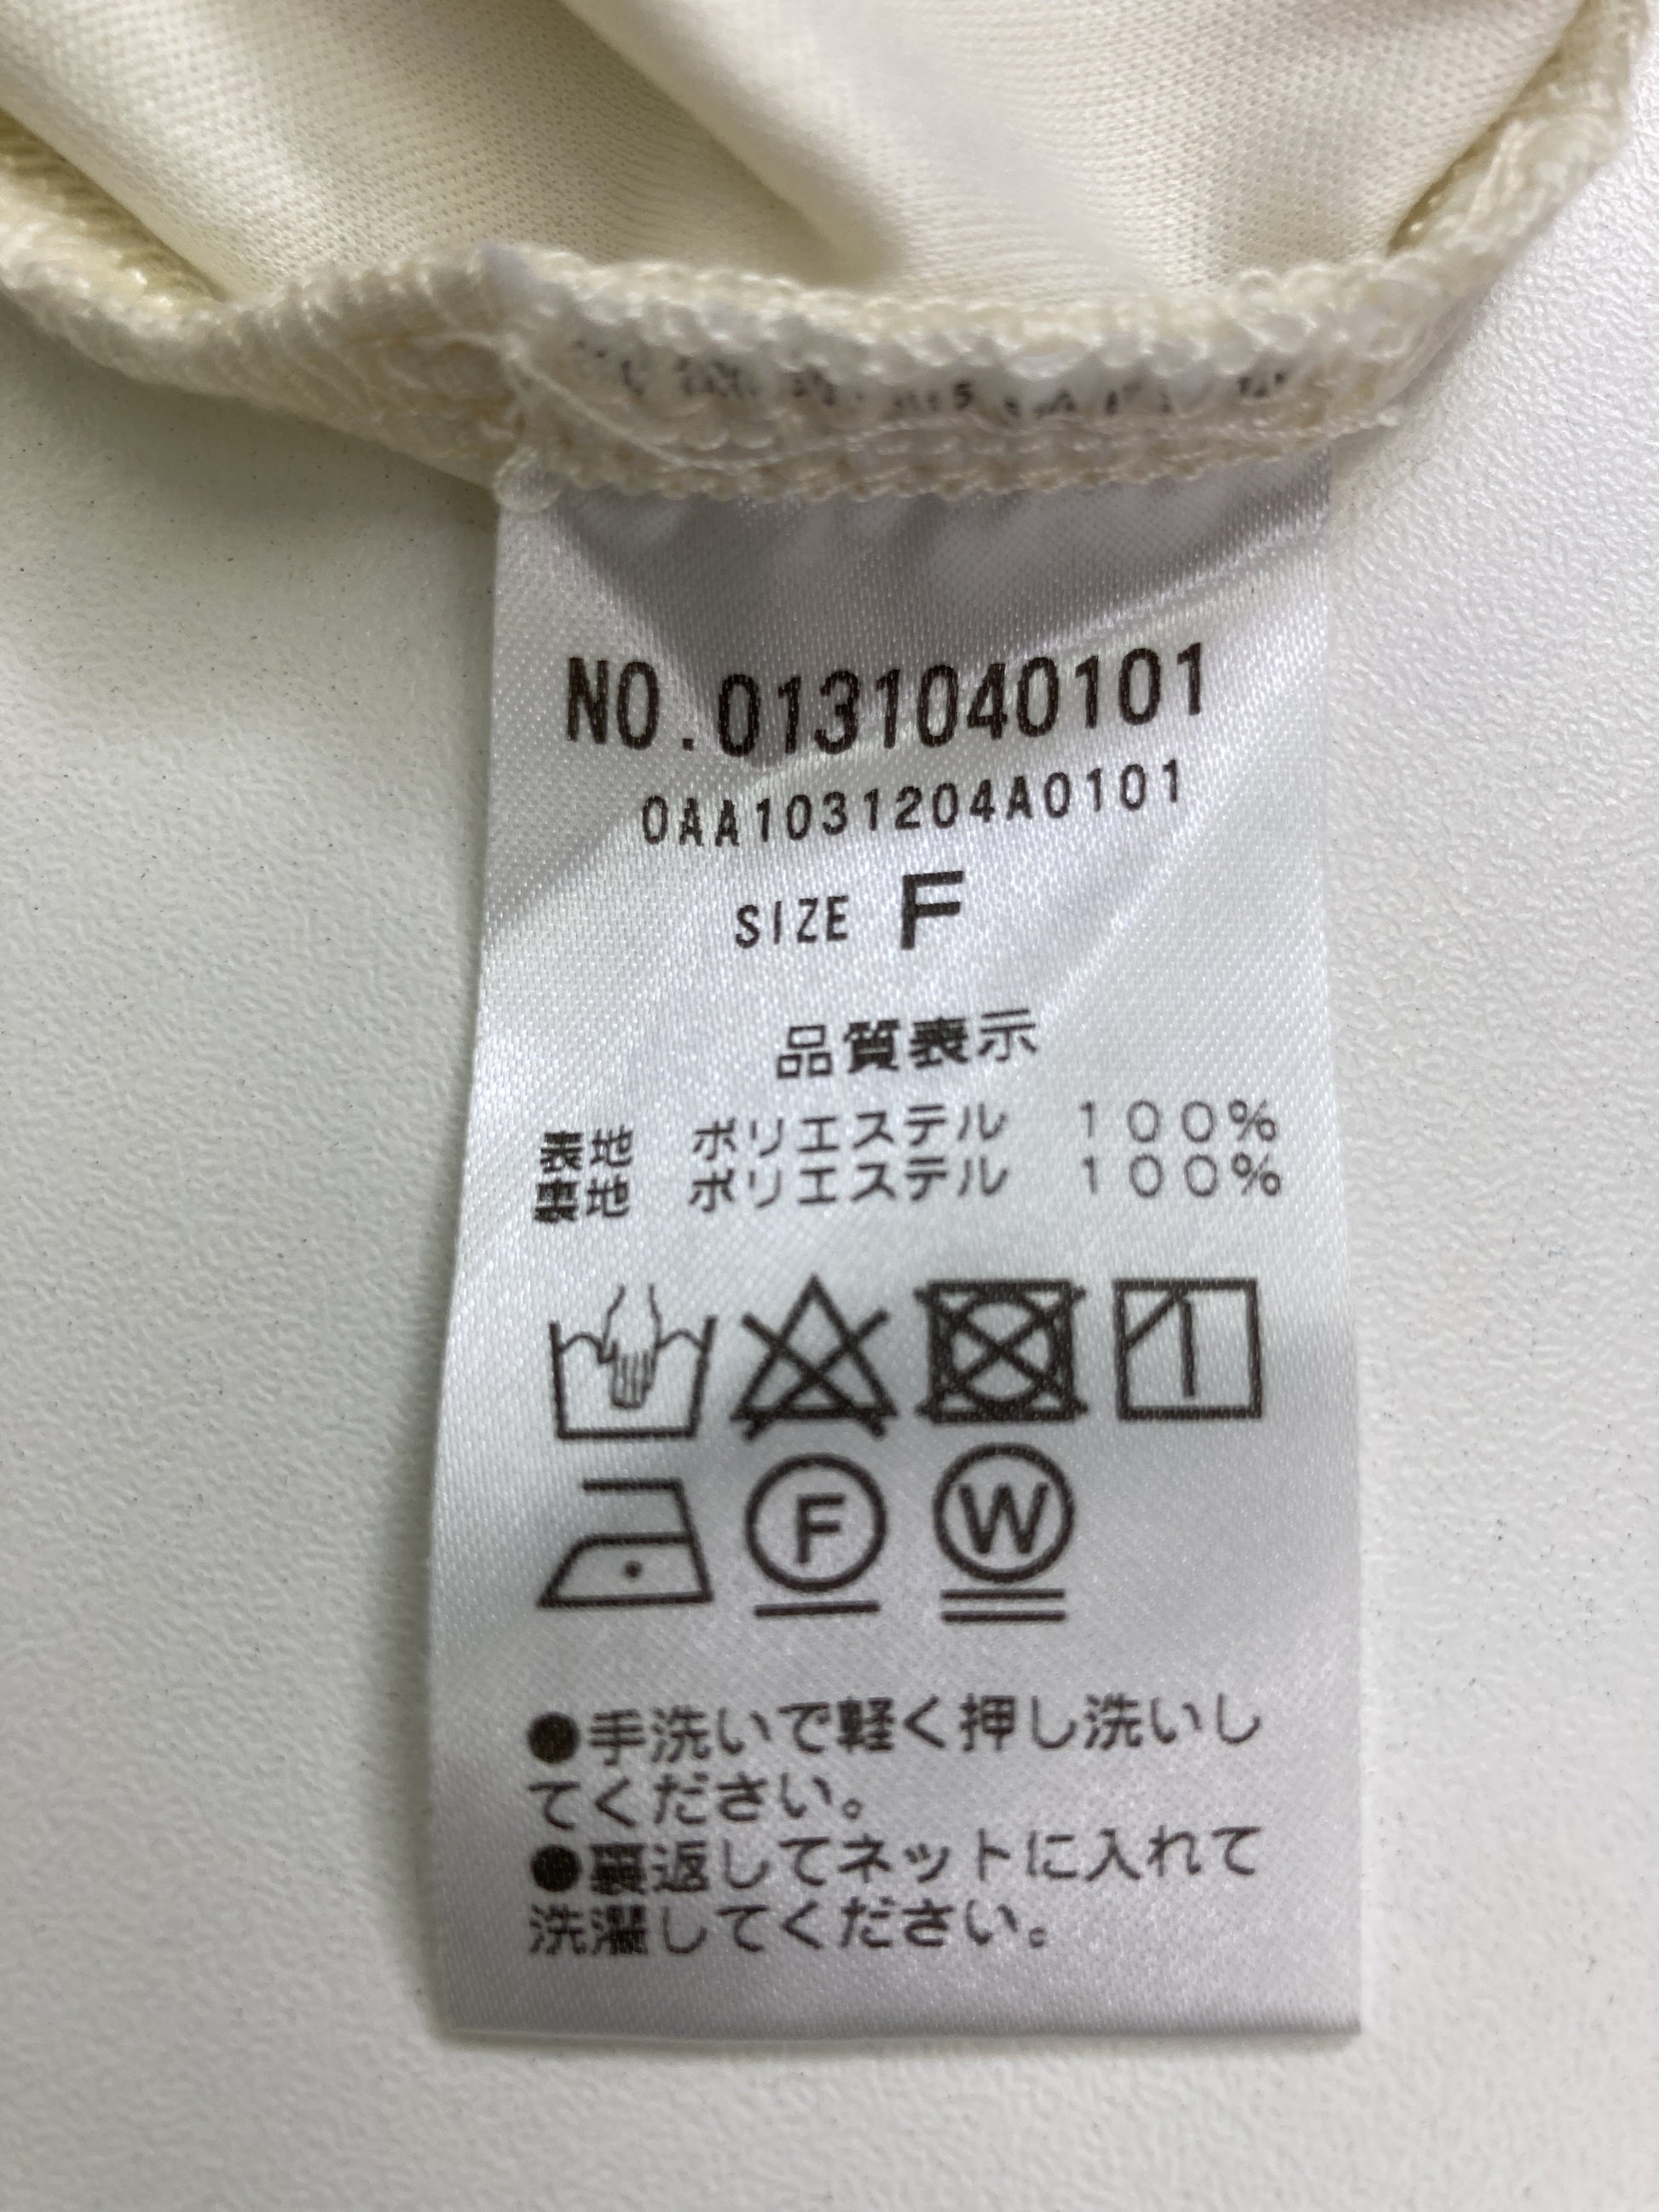 NO.0131040101
0AA1031204A0101
SIZE F
品質表示
表地 ポリエステル 100%
裏地 ポリエステル 100%
F
W
●手洗いで軽く押し洗いし
てください。
●裏返してネットに入れて
洗濯してください。